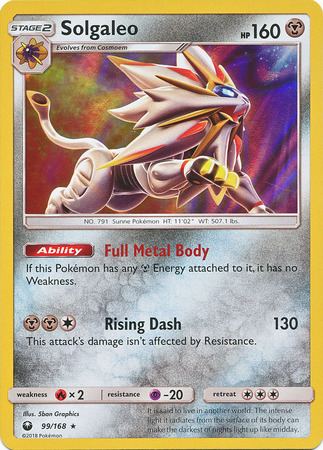 STAGE 2 Solgaleo HP 160
Evolves from Cosmoem
NO. 791 Sunne Pokémon HT: 11'02" WT: 507.1 lbs.
Ability Full Metal Body
If this Pokémon has any Energy attached to it, it has no
Weakness.
Rising Dash 130
This attack's damage isn't affected by Resistance.
weakness × 2 resistance -20 retreat
Illus. 5ban Graphics
It is said to live in another world. The intense
light it radiates from the surface of its body can
make the darkest of nights light up like midday.
99/168 ★
©2018 Pokémon